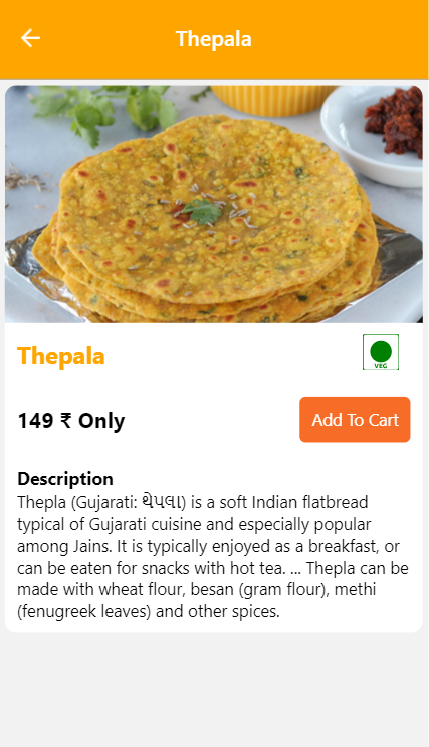 Thepala
Thepala
VEG
149 ₹ Only
Add To Cart
Description
Thepla (Gujarati: થેપલા) is a soft Indian flatbread
typical of Gujarati cuisine and especially popular
among Jains. It is typically enjoyed as a breakfast, or
can be eaten for snacks with hot tea. ... Thepla can be
made with wheat flour, besan (gram flour), methi
(fenugreek leaves) and other spices.